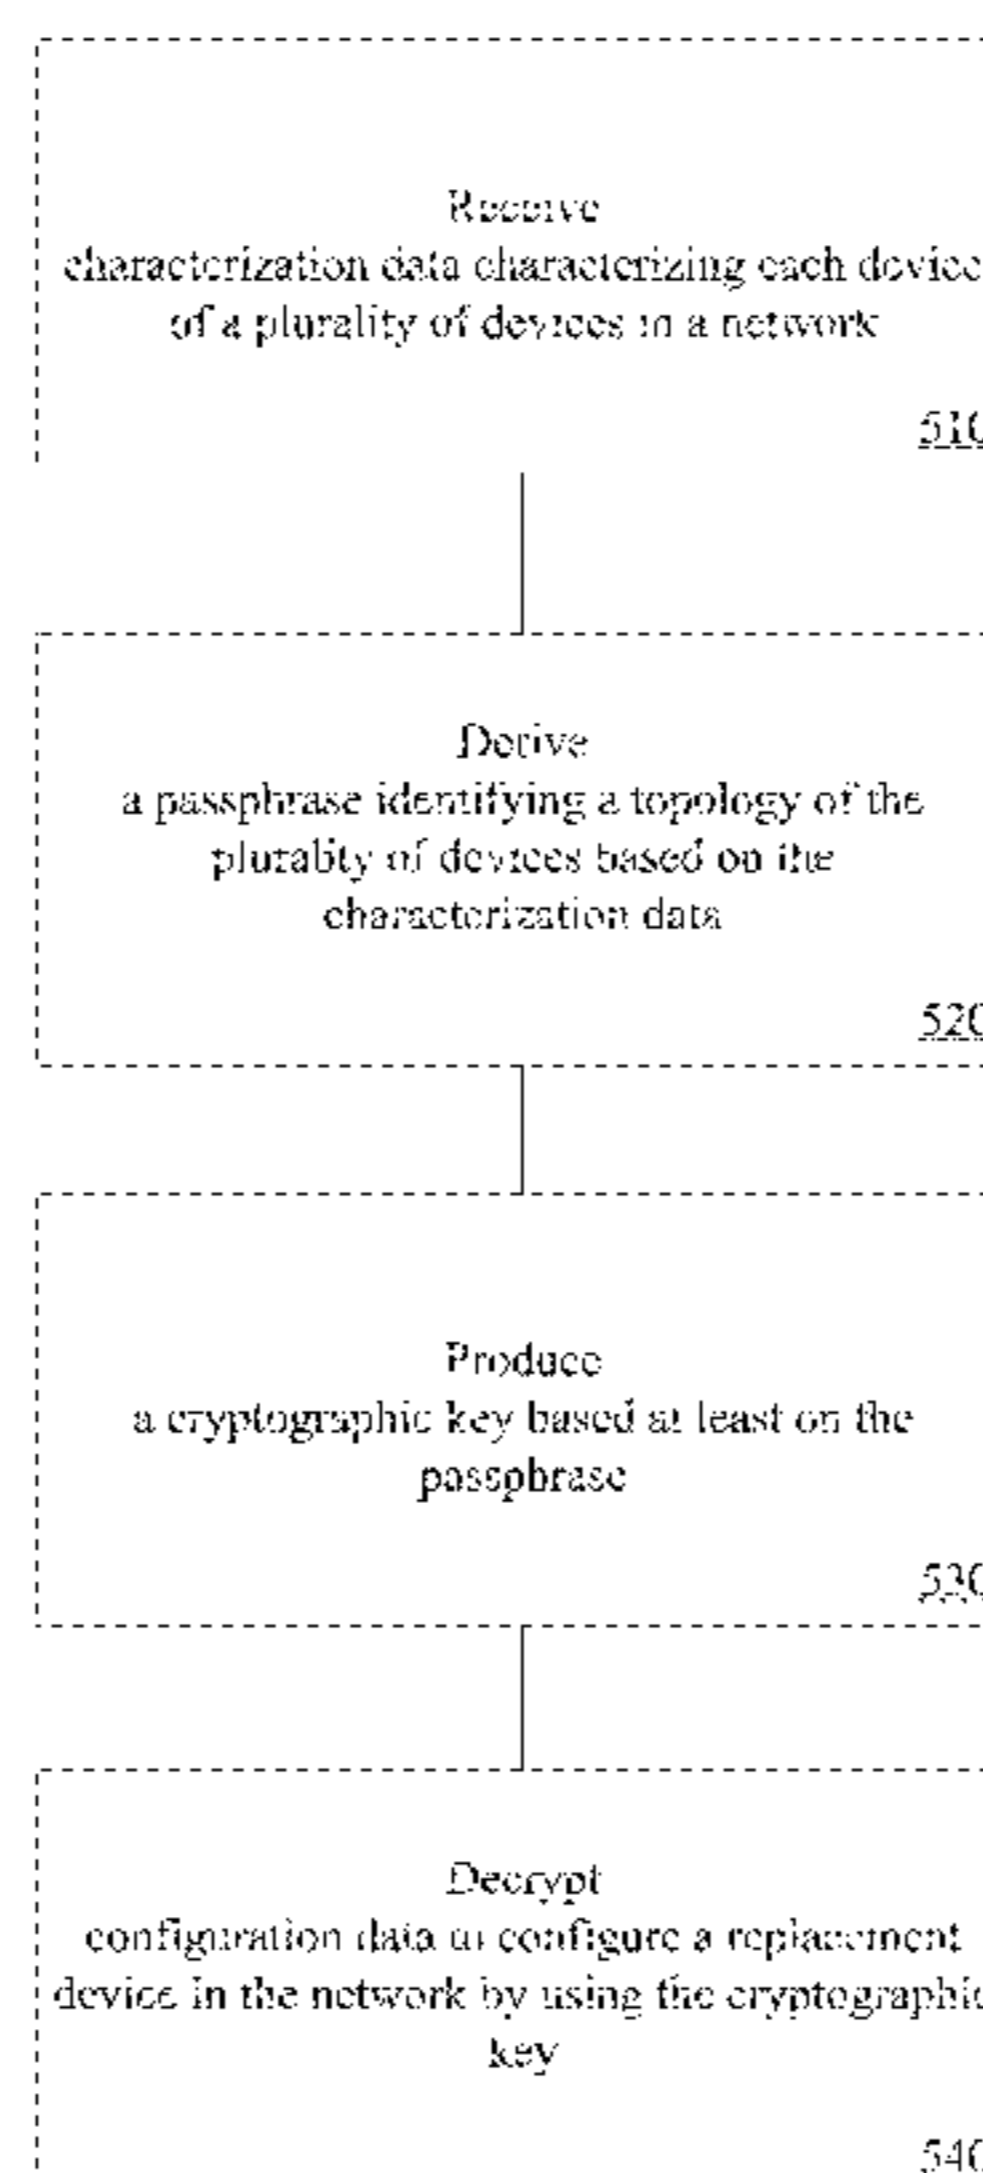 Receive
characterization data characterizing each device
of a plurality of devices in a network
510
Derive
a passphrase identifying a topology of the
plurality of devices based on the
characterization data
520
Produce
a cryptographic key based at least on the
passphrase
530
Decrypt
configuration data to configure a replacement
device in the network by using the cryptographic
key
540